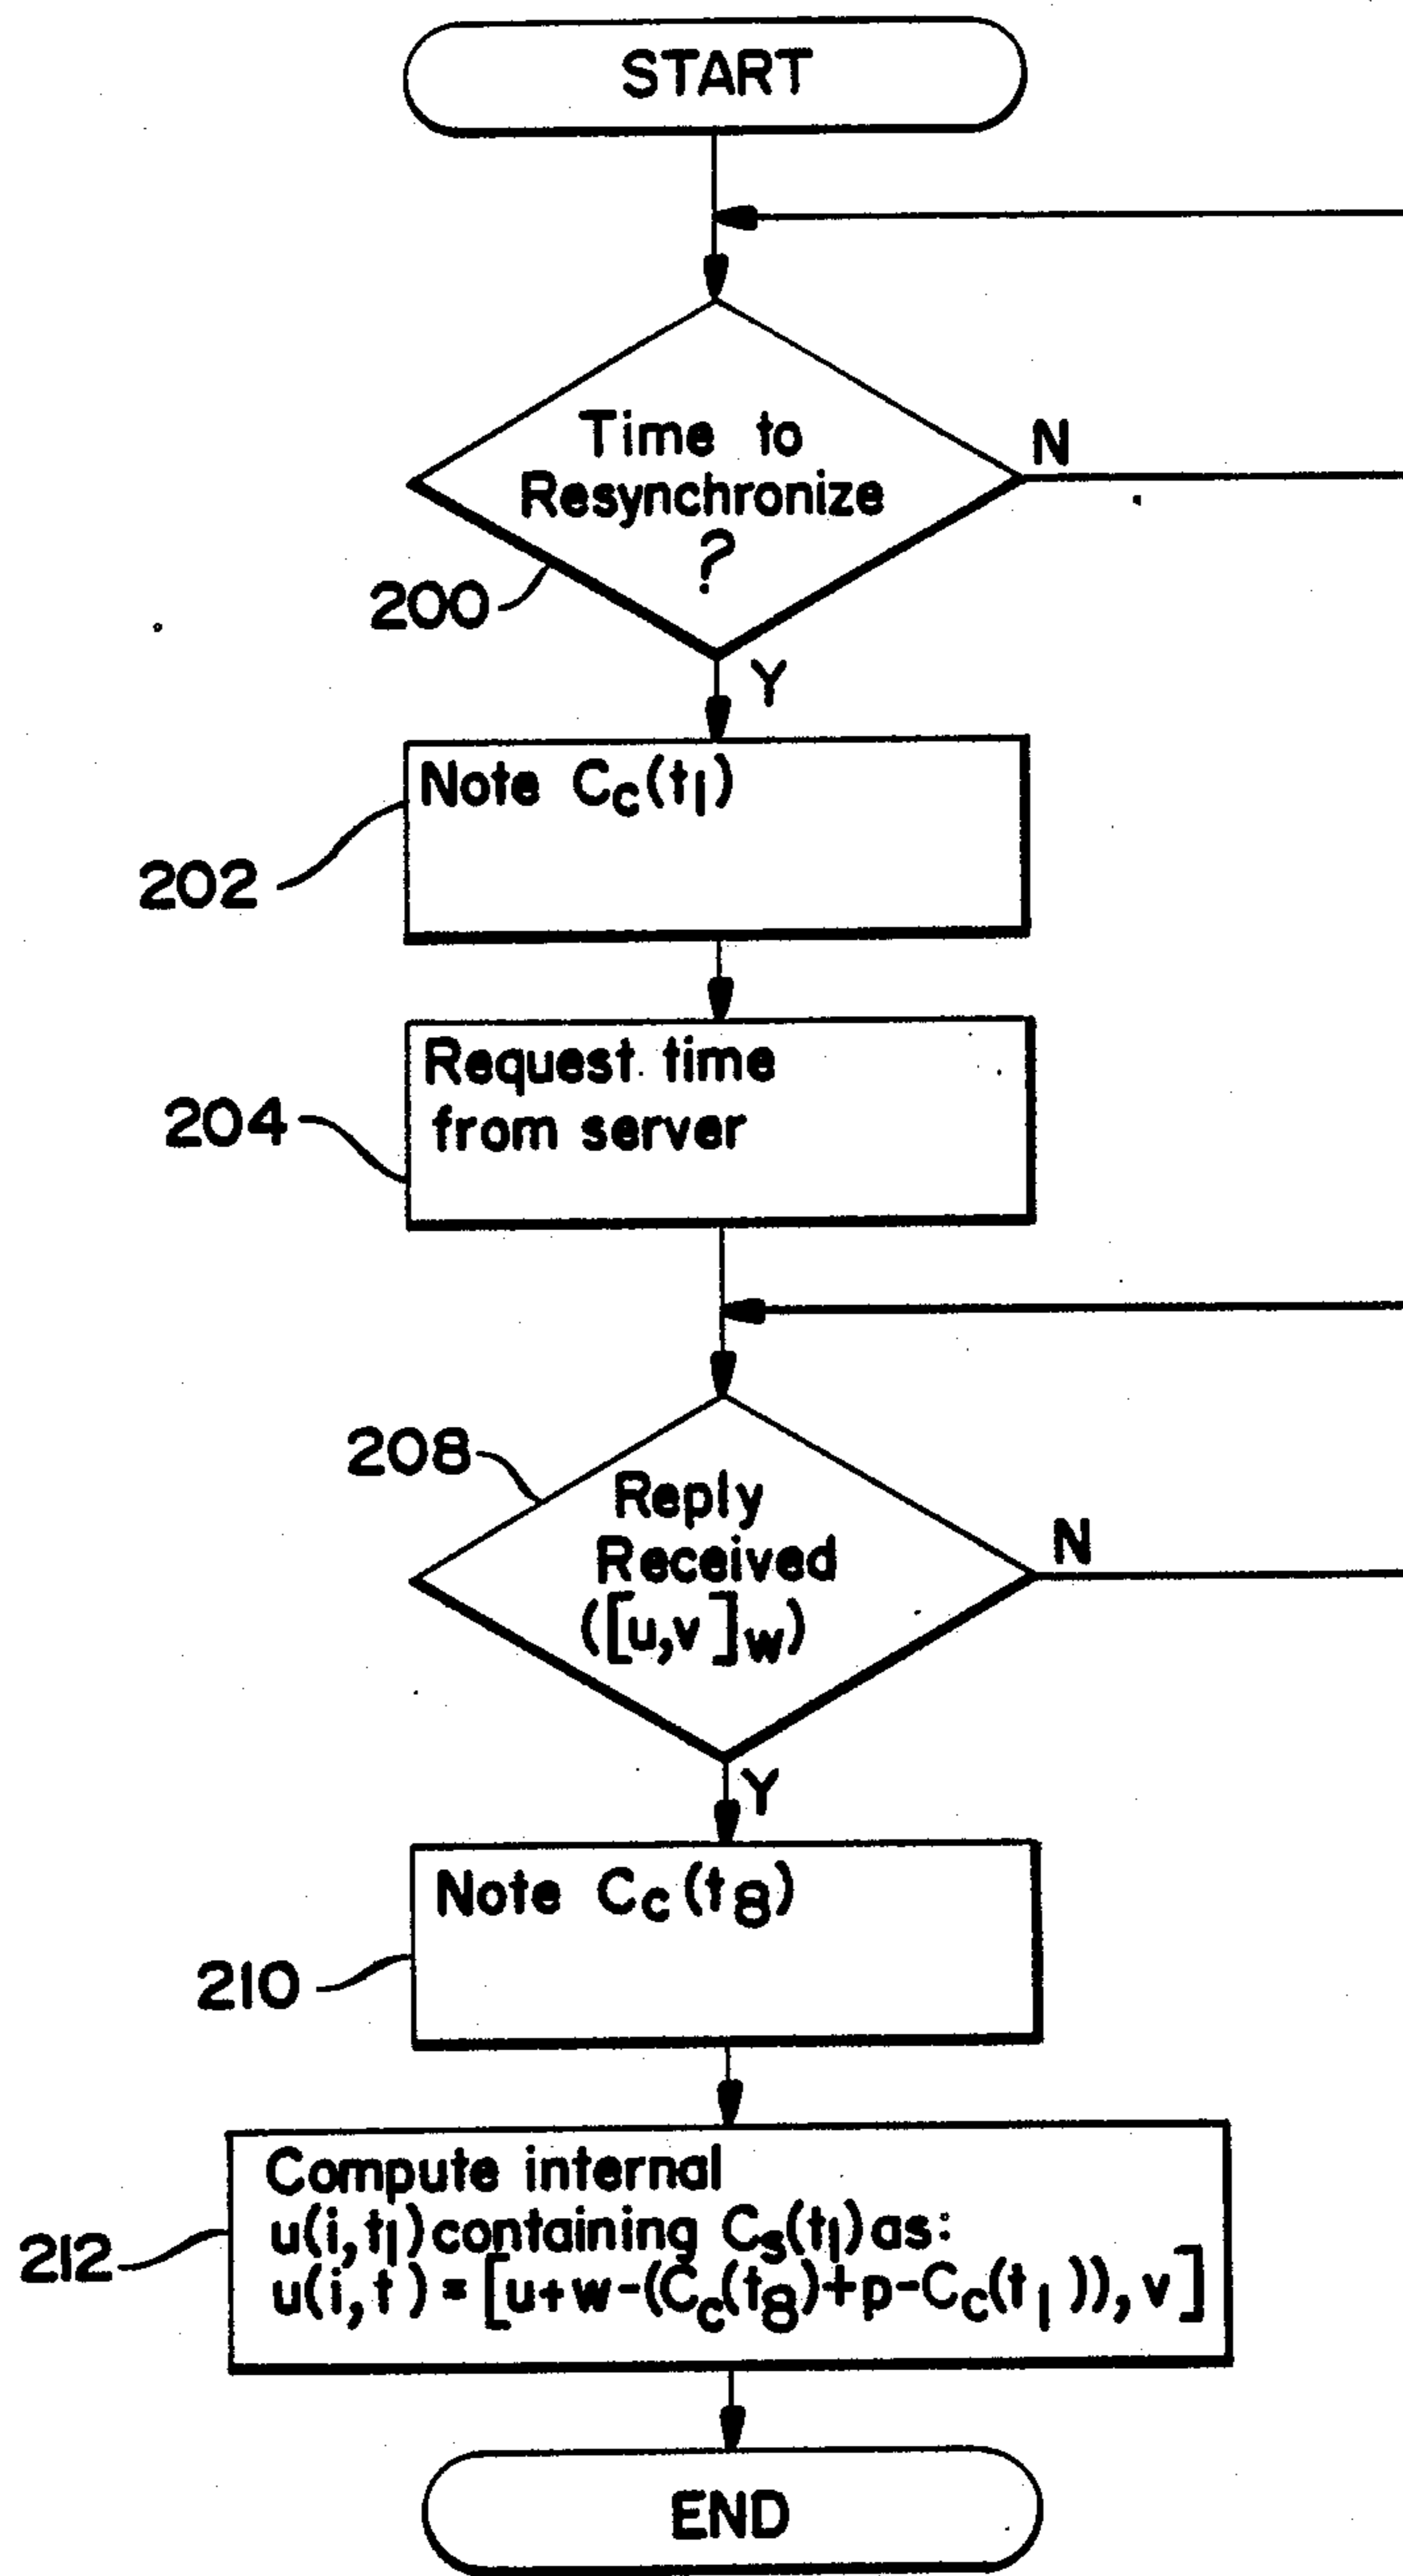 START
Time to
Resynchronize
?
N
200
Y
Note Cc(t1)
202
Request time
from server
204
208
Reply
Received
([u,v]w)
N
Y
Note Cc(t8)
210
Compute internal
u(i,t1) containing Cs(t1) as:
u(i,t) = [u+w-(Cc(t8)+p-Cc(t1)),v]
212
END